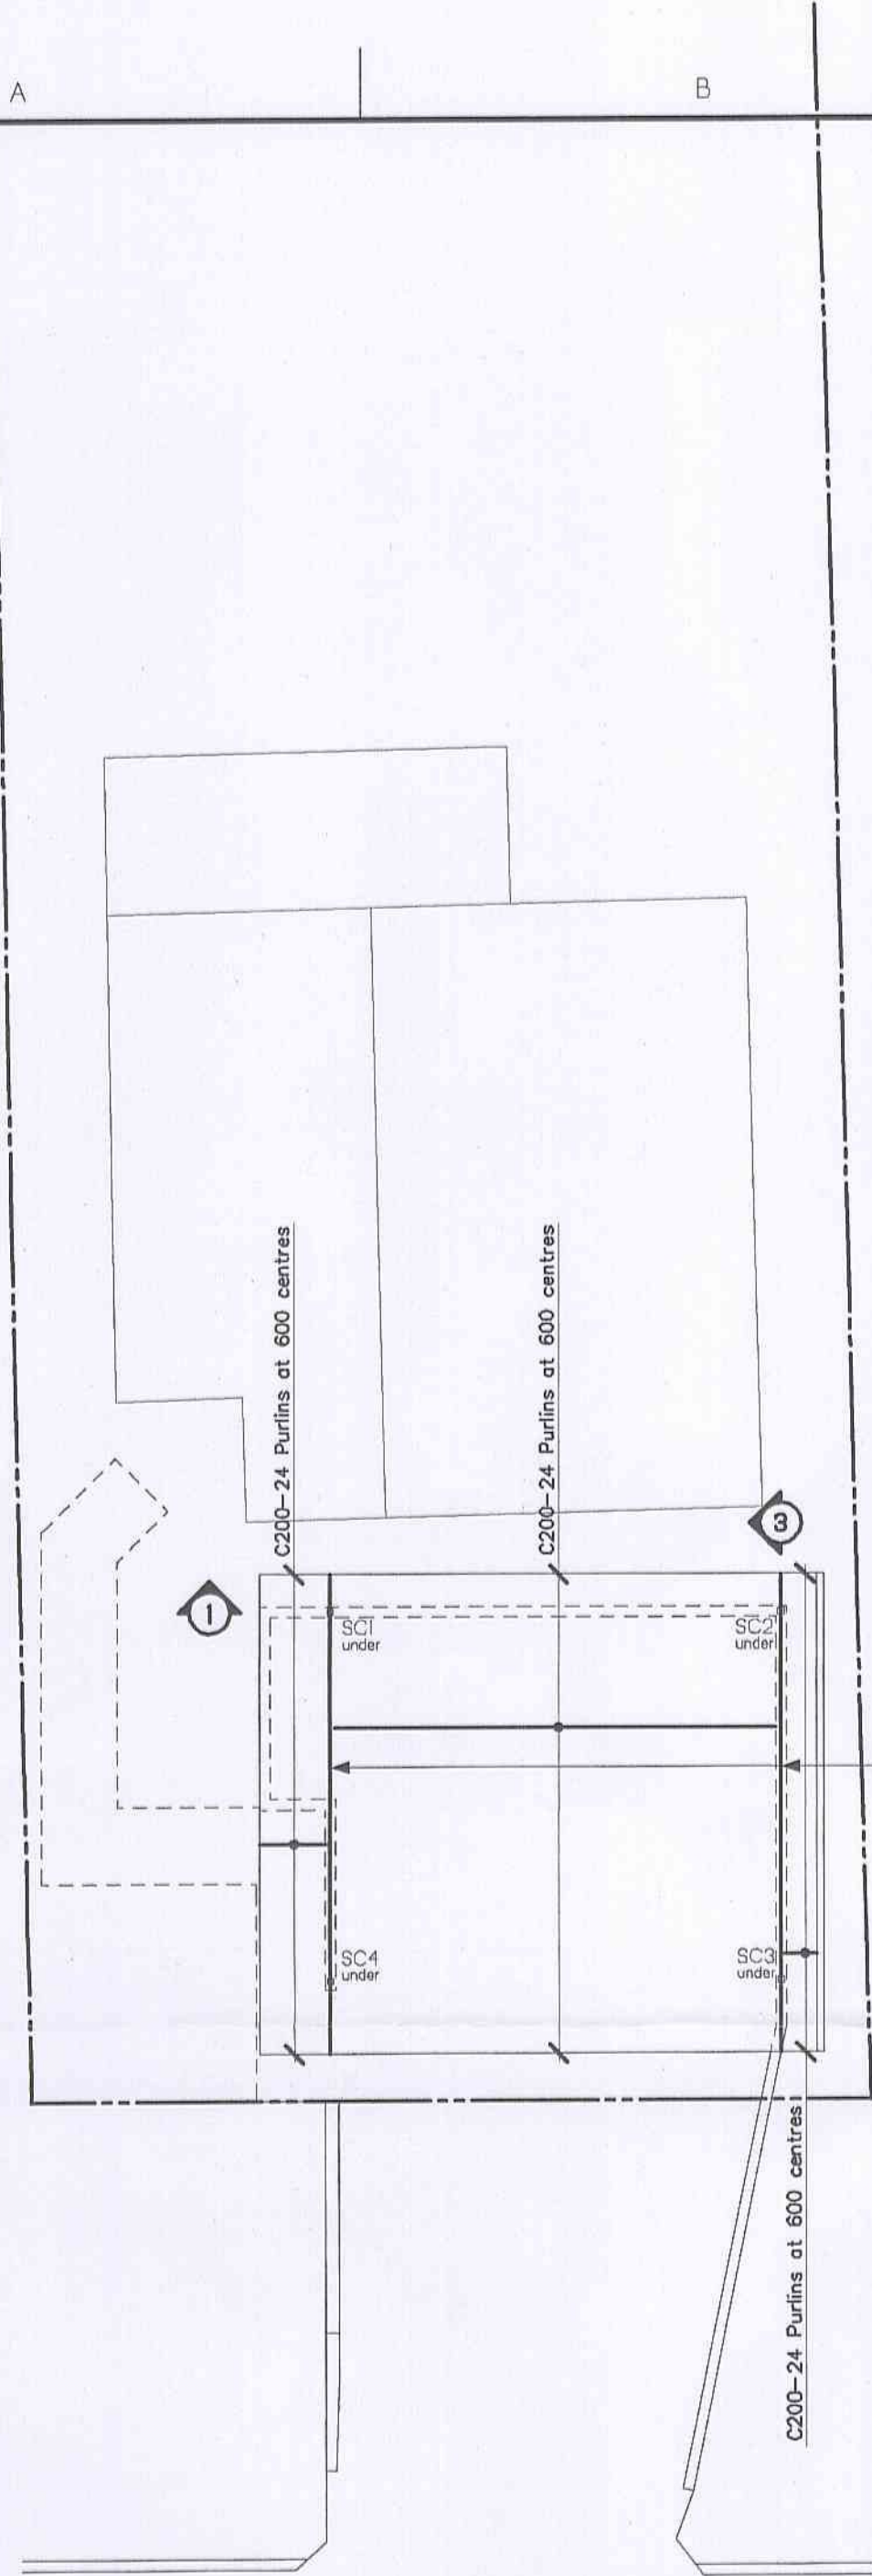 A
B
C200-24 Purlins at 600 centres
C200-24 Purlins at 600 centres
3
1
SC1
under
SC2
under
SC4
under
SC3
under
C200-24 Purlins at 600 centres